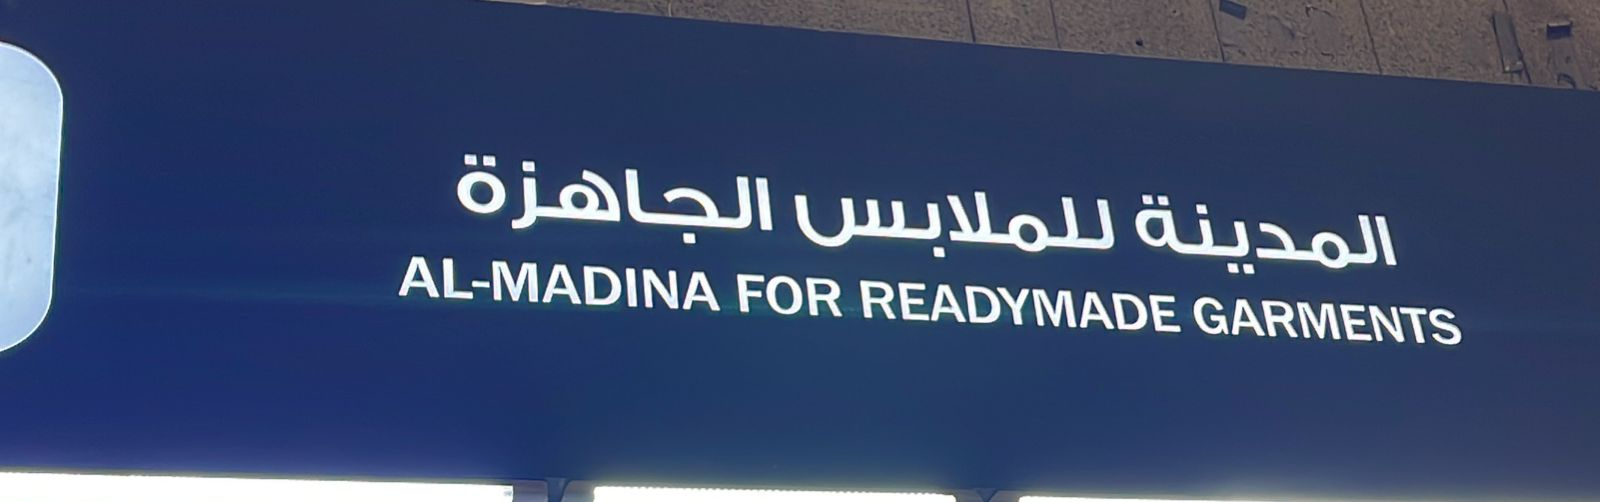 المدينة للملابس الجاهزة
AL-MADINA FOR READYMADE GARMENTS